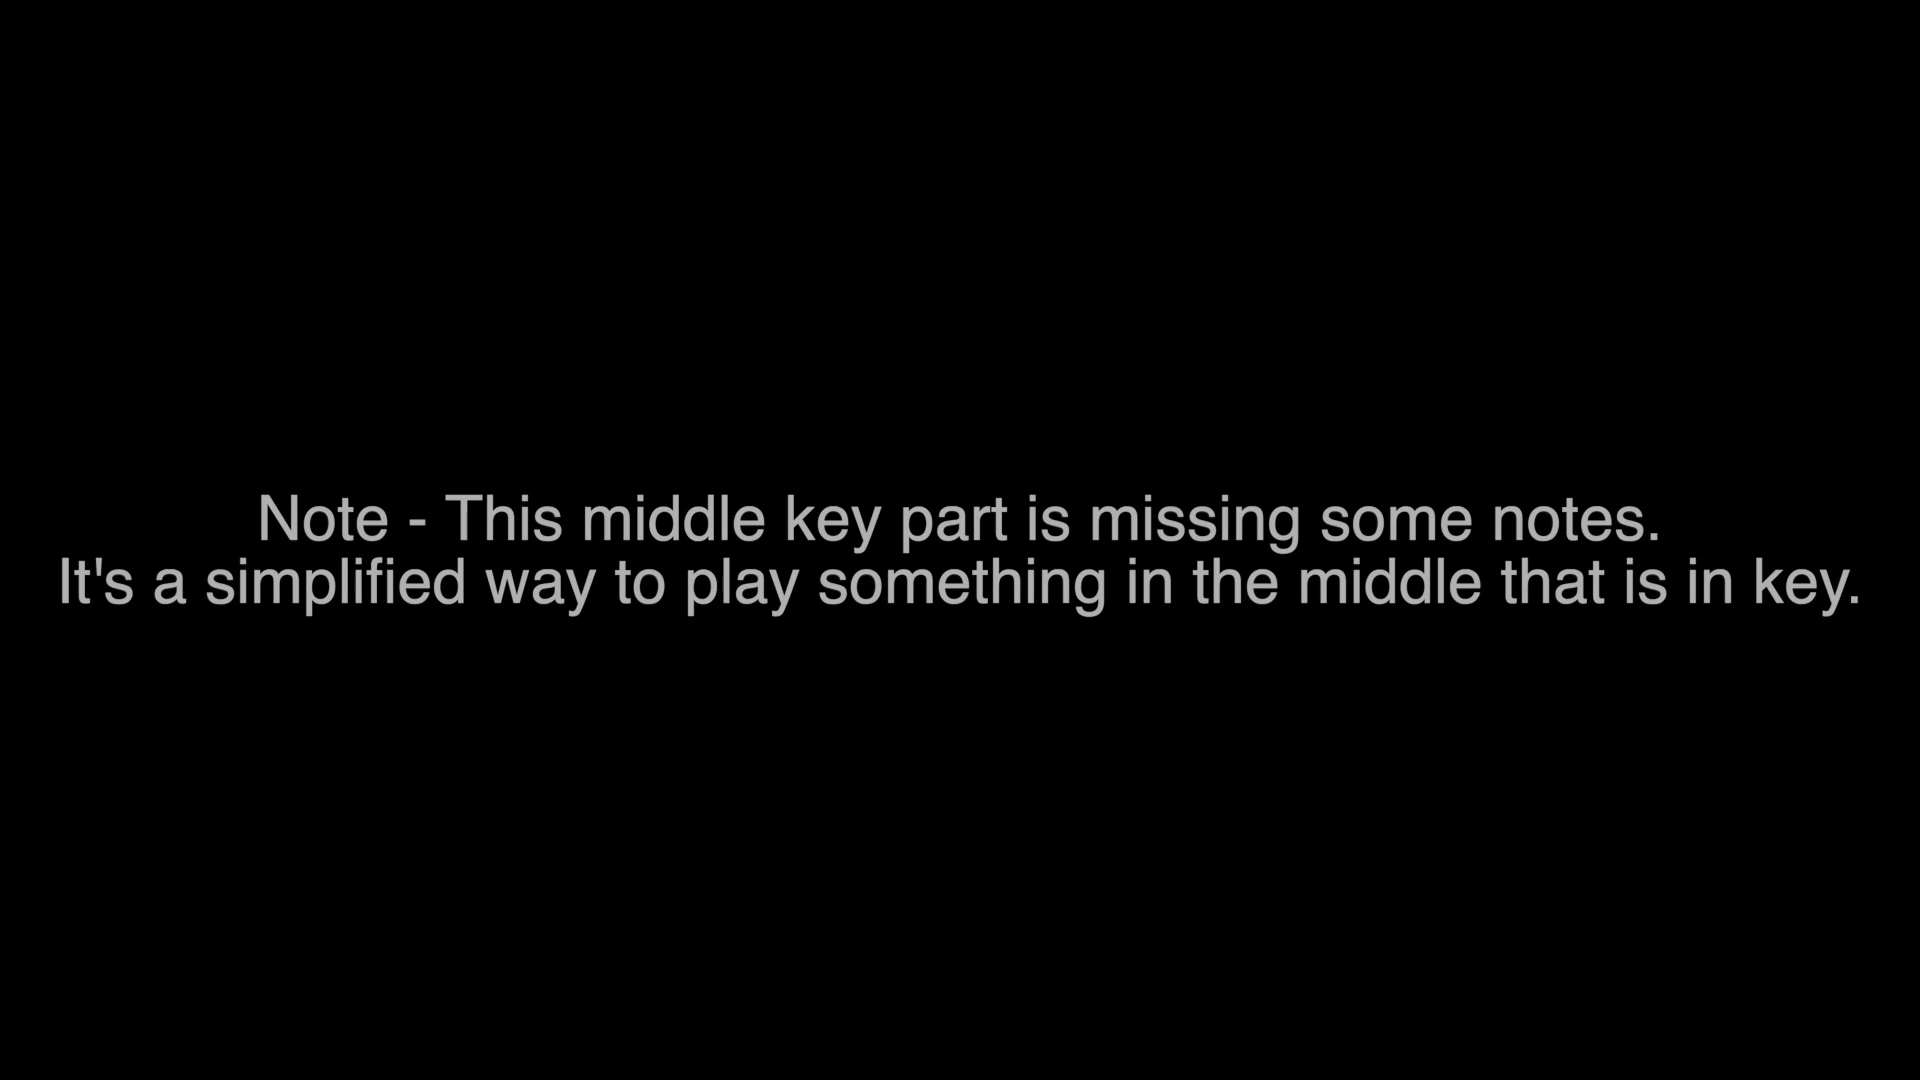 Note - This middle key part is missing some notes.
It's a simplified way to play something in the middle that is in key.